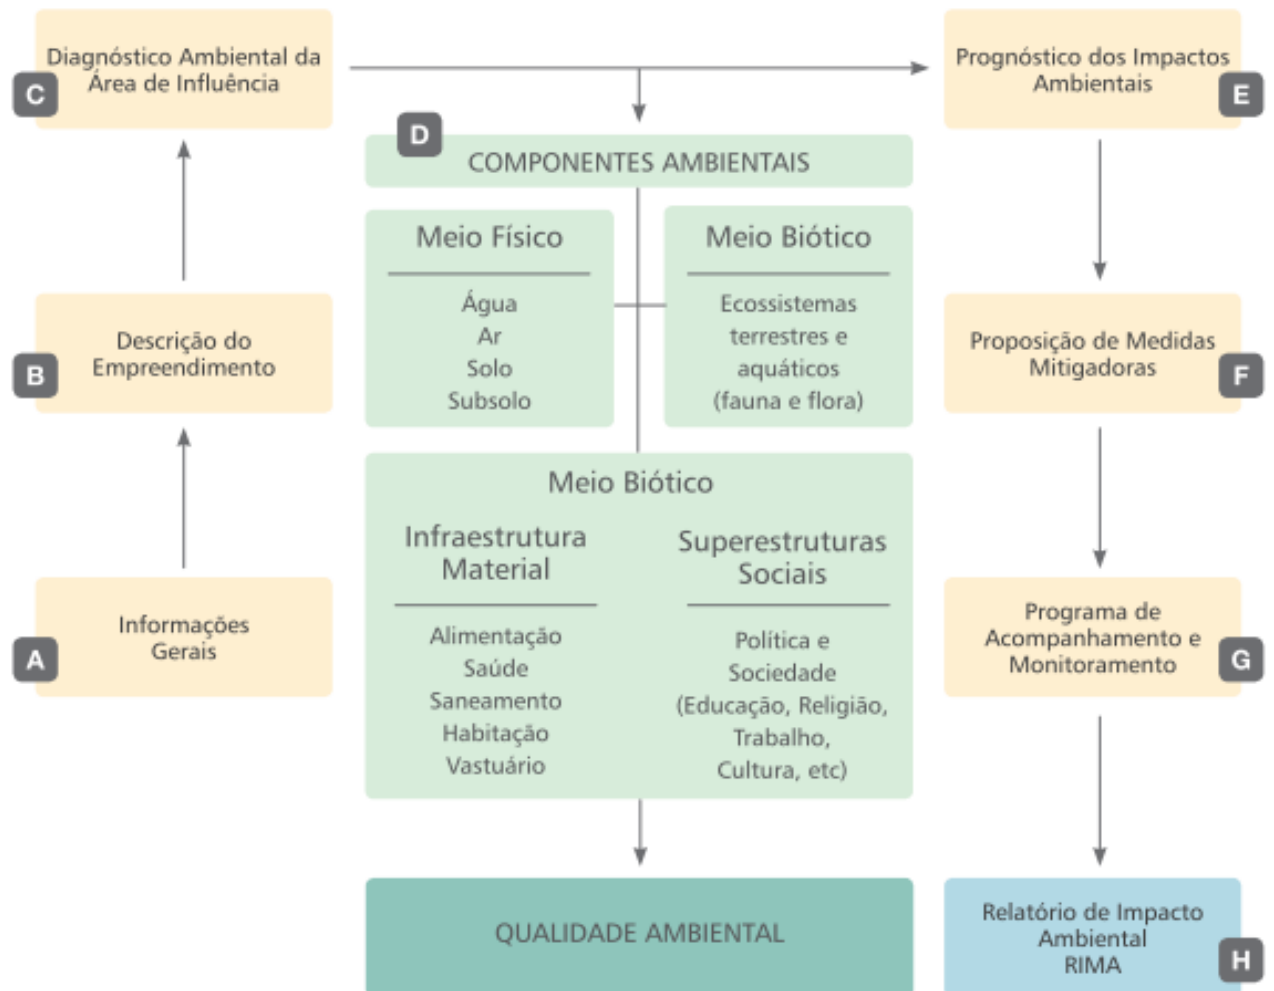 Diagnóstico Ambiental da
Área de Influência
C
Prognóstico dos Impactos
Ambientais
E
D
COMPONENTES AMBIENTAIS
Meio Físico
Água
Ar
Solo
Subsolo
Meio Biótico
Ecossistemas
terrestres e
aquáticos
(fauna e flora)
Descrição do
Empreendimento
B
Proposição de Medidas
Mitigadoras
F
Meio Biótico
Infraestrutura
Material
Alimentação
Saúde
Saneamento
Habitação
Vastuário
Superestruturas
Sociais
Política e
Sociedade
(Educação, Religião,
Trabalho,
Cultura, etc)
Informações
Gerais
A
Programa de
Acompanhamento e
Monitoramento
G
QUALIDADE AMBIENTAL
Relatório de Impacto
Ambiental
RIMA
H